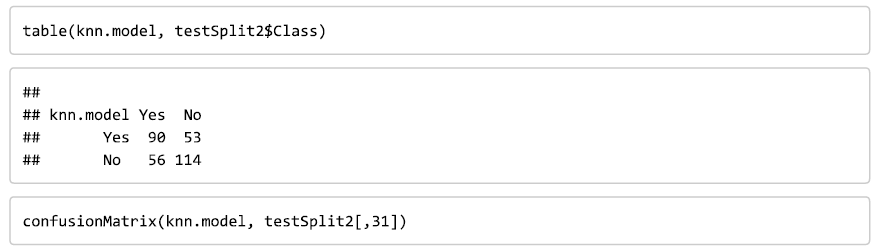 table(knn.model, testSplit2$Class)
##
## knn.model Yes  No
##       Yes  90  53
##       No   56 114
confusionMatrix(knn.model, testSplit2[,31])